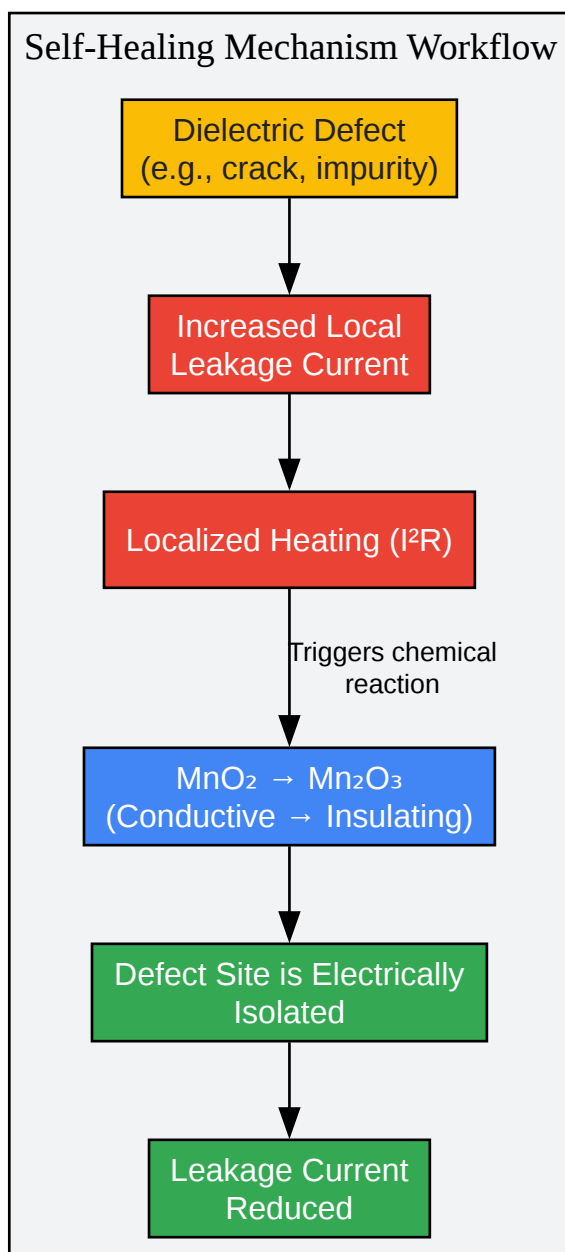 Self-Healing Mechanism Workflow
Dielectric Defect
(e.g., crack, impurity)
Increased Local
Leakage Current
Localized Heating (I²R)
Triggers chemical
reaction
MnO₂ → Mn₂O₃
(Conductive → Insulating)
Defect Site is Electrically
Isolated
Leakage Current
Reduced